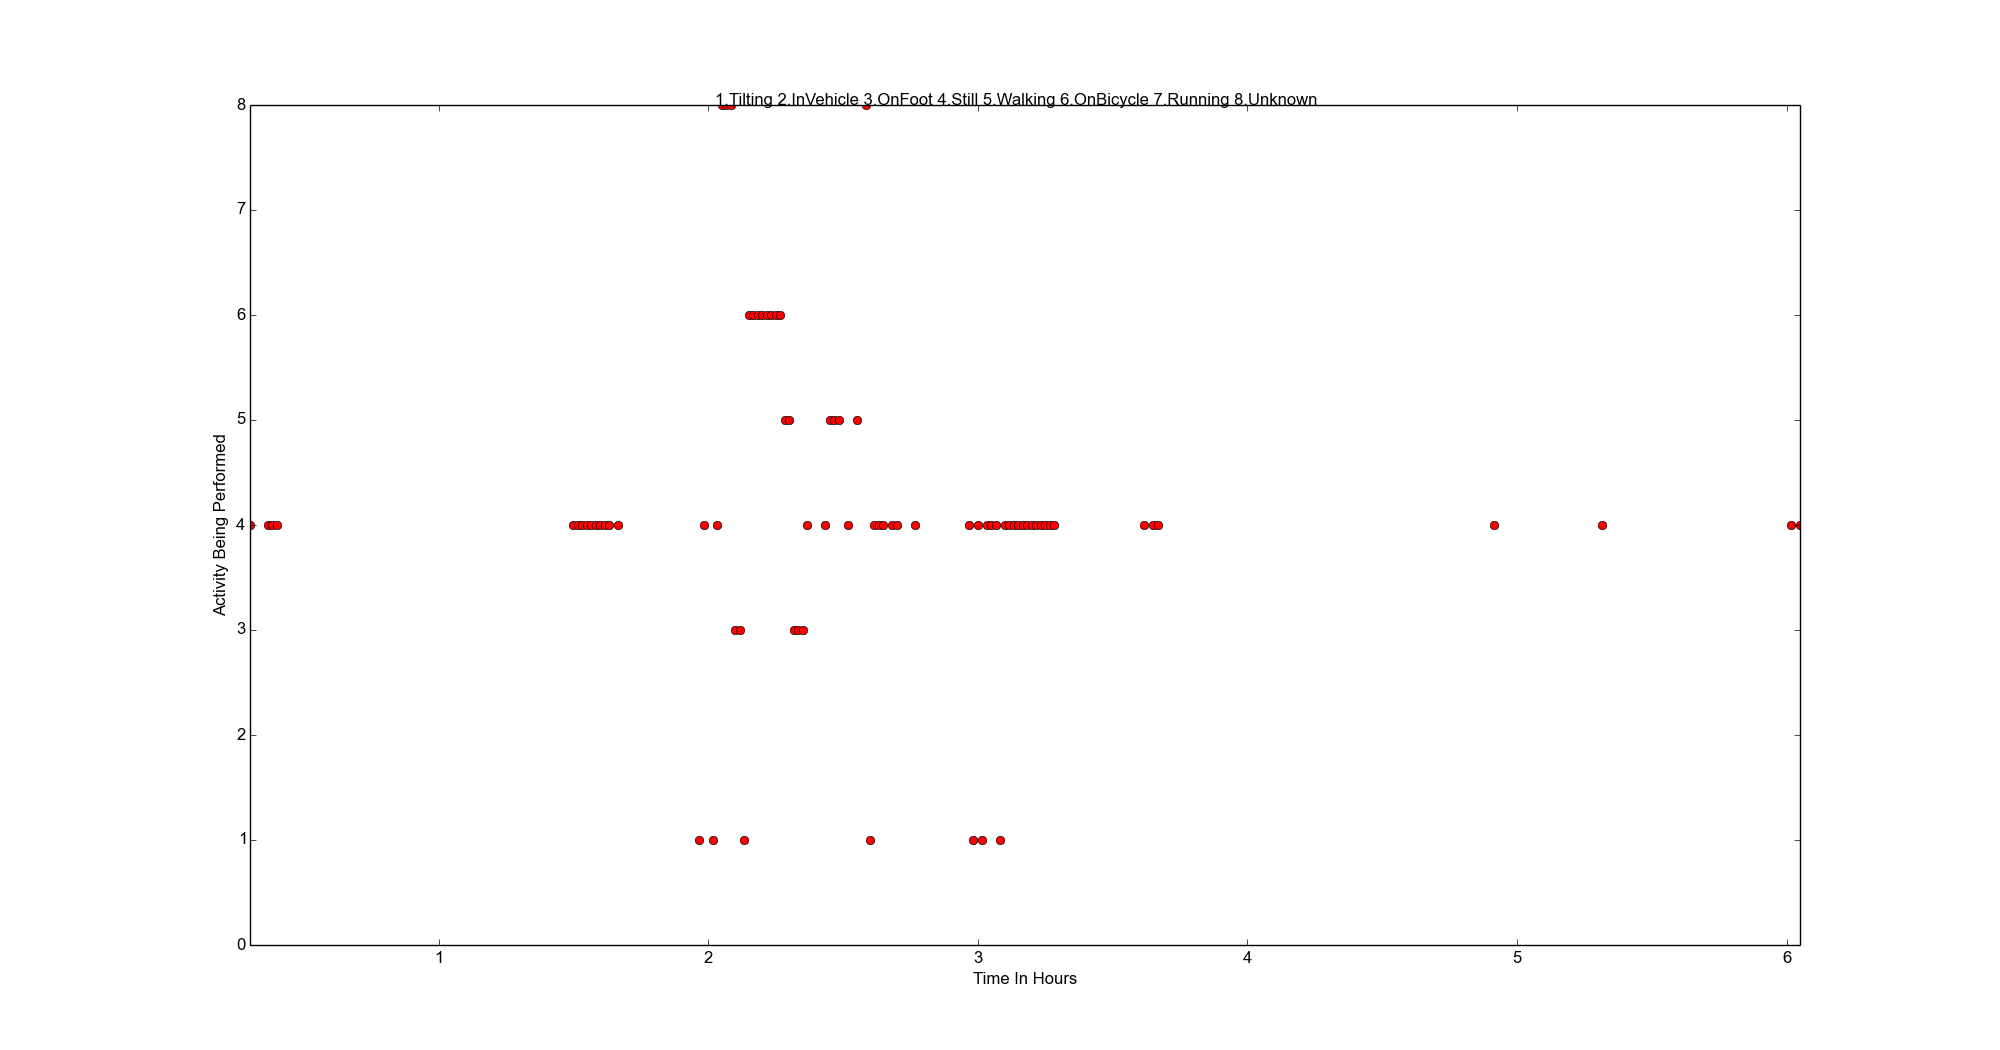 1.Tilting 2.InVehicle 3.OnFoot 4.Still 5.Walking 6.OnBicycle 7.Running 8.Unknown
8
7
6
5
4
3
2
1
0
Activity Being Performed
1 2 3 4 5 6
Time In Hours